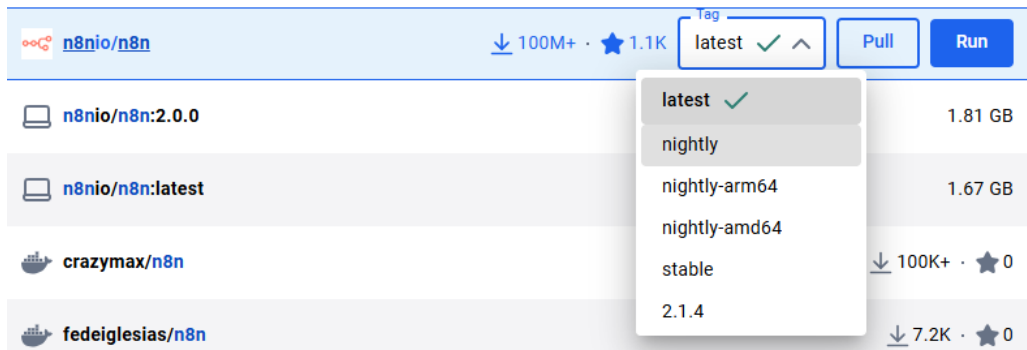 Tag
n8nio/n8n 100M+ · 1.1K latest Pull Run
latest
n8nio/n8n:2.0.0 1.81 GB
nightly
nightly-arm64
n8nio/n8n:latest 1.67 GB
nightly-amd64
crazymax/n8n 100K+ · 0
stable
2.1.4
fedeiglesias/n8n 7.2K · 0